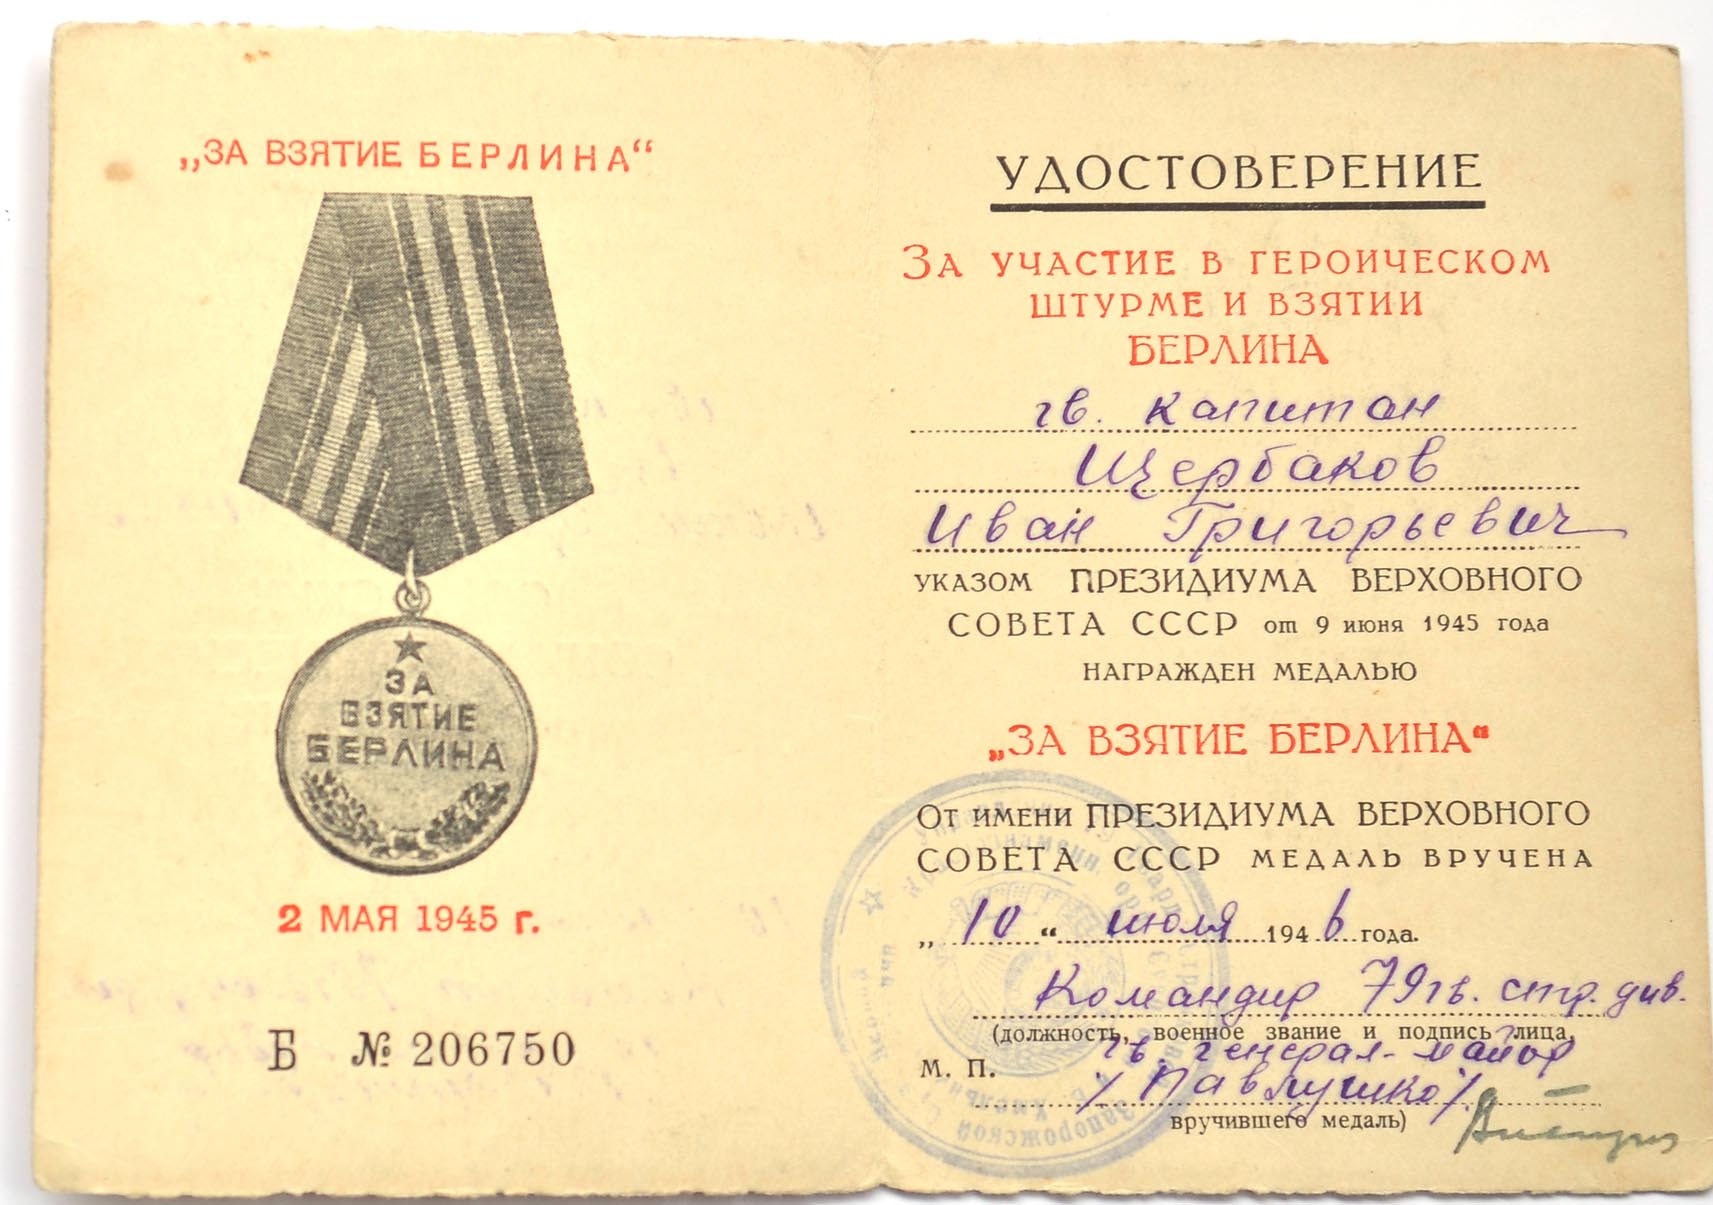 „ЗА ВЗЯТИЕ БЕРЛИНА“
ЗА
ВЗЯТИЕ
БЕРЛИНА
2 МАЯ 1945 г.
Б № 206750
УДОСТОВЕРЕНИЕ
ЗА УЧАСТИЕ В ГЕРОИЧЕСКОМ
ШТУРМЕ И ВЗЯТИИ
БЕРЛИНА
гв. капитан
Щербаков
Иван Григорьевич
УКАЗОМ ПРЕЗИДИУМА ВЕРХОВНОГО
СОВЕТА СССР от 9 июня 1945 года
НАГРАЖДЕН МЕДАЛЬЮ
„ЗА ВЗЯТИЕ БЕРЛИНА“
ОТ ИМЕНИ ПРЕЗИДИУМА ВЕРХОВНОГО
СОВЕТА СССР МЕДАЛЬ ВРУЧЕНА
„10“ июля 1946 года.
Командир 79 гв. стр. див.
(должность, военное звание и подпись лица,
гв. генерал-майор
М. П. /Павлушко/.
вручившего медаль)
Запорожской